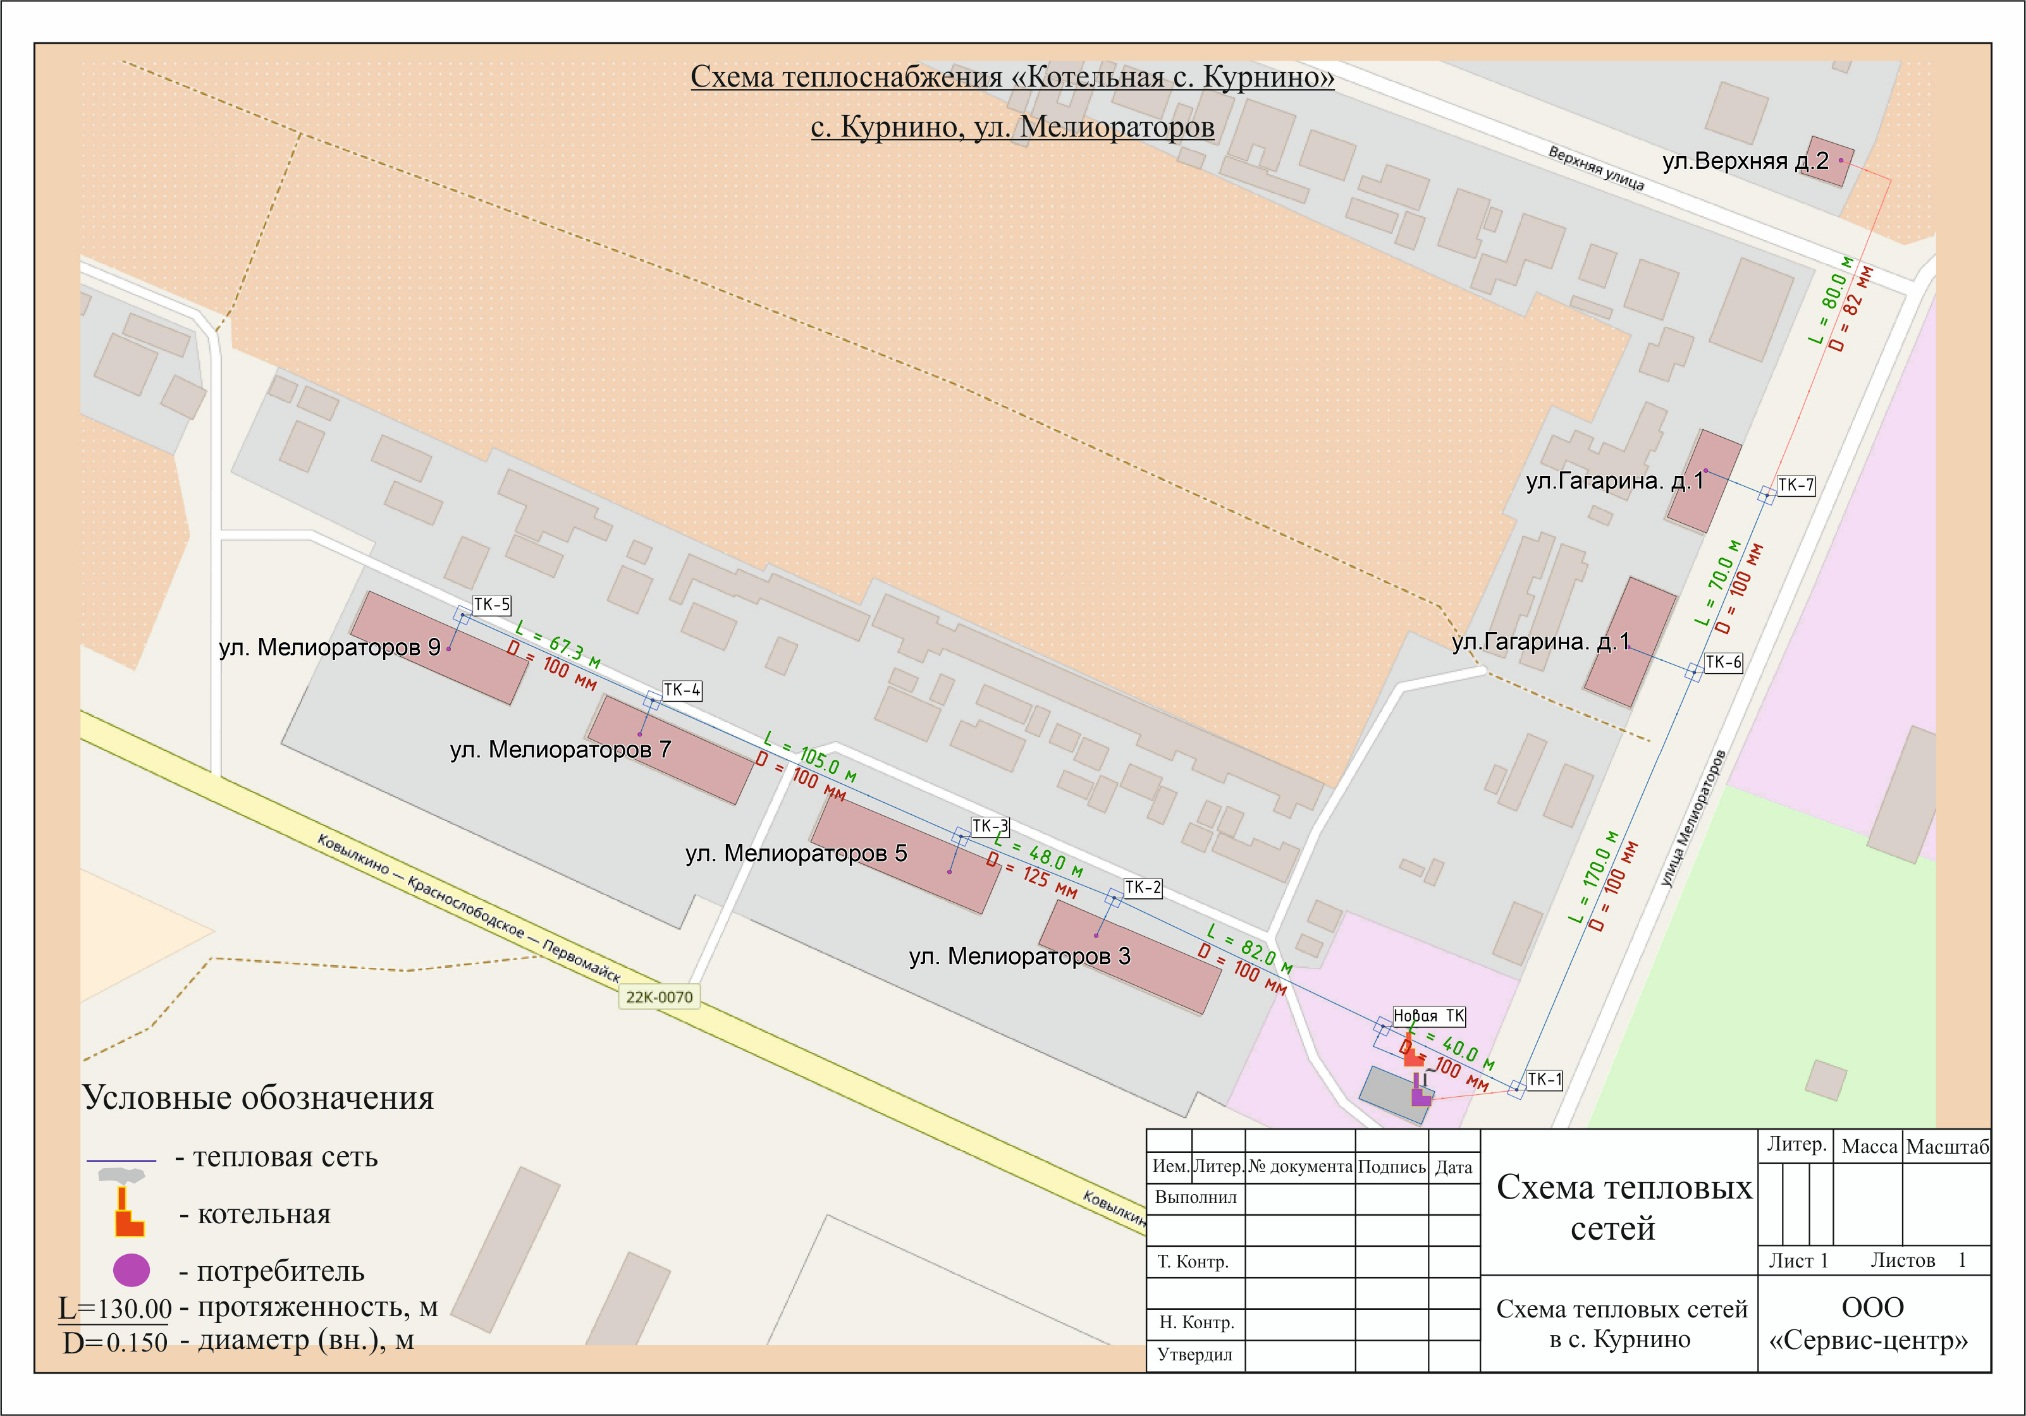 Схема теплоснабжения «Котельная с. Курнино»
с. Курнино, ул. Мелиораторов
Верхняя улица
ул.Верхняя д.2
L = 80.0 м
D = 82 мм
ул.Гагарина. д.1
ТК-7
L = 70.0 м
D = 100 мм
ул.Гагарина. д.1
ТК-6
ТК-5
ул. Мелиораторов 9
L = 67.3 м
D = 100 мм
ТК-4
ул. Мелиораторов 7
L = 105.0 м
D = 100 мм
ТК-3
ул. Мелиораторов 5
L = 48.0 м
D = 125 мм
ТК-2
ул. Мелиораторов 3
L = 82.0 м
D = 100 мм
L = 170.0 м
D = 100 мм
улица Мелиораторов
Ковылкино — Краснослободское — Первомайск
22К-0070
Новая ТК
L = 40.0 м
D = 100 мм
ТК-1
Ковылкин
Условные обозначения
- тепловая сеть
- котельная
- потребитель
L=130.00 - протяженность, м
D=0.150 - диаметр (вн.), м
Ием. Литер. № документа Подпись Дата
Выполнил
Т. Контр.
Н. Контр.
Утвердил
Схема тепловых
сетей
Схема тепловых сетей
в с. Курнино
Литер. Масса Масштаб
Лист 1 Листов 1
ООО
«Сервис-центр»